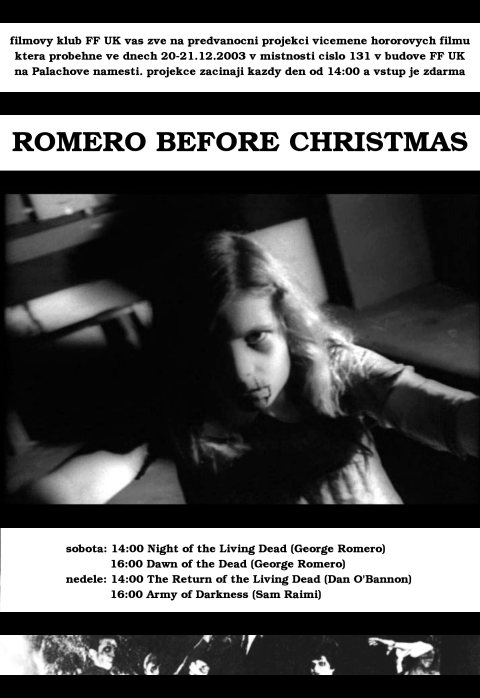 filmovy klub FF UK vas zve na predvanocni projekci vicemene hororovych filmu
ktera probehne ve dnech 20-21.12.2003 v mistnosti cislo 131 v budove FF UK
na Palachove namesti. projekce zacinaji kazdy den od 14:00 a vstup je zdarma
ROMERO BEFORE CHRISTMAS
sobota: 14:00 Night of the Living Dead (George Romero)
16:00 Dawn of the Dead (George Romero)
nedele: 14:00 The Return of the Living Dead (Dan O'Bannon)
16:00 Army of Darkness (Sam Raimi)